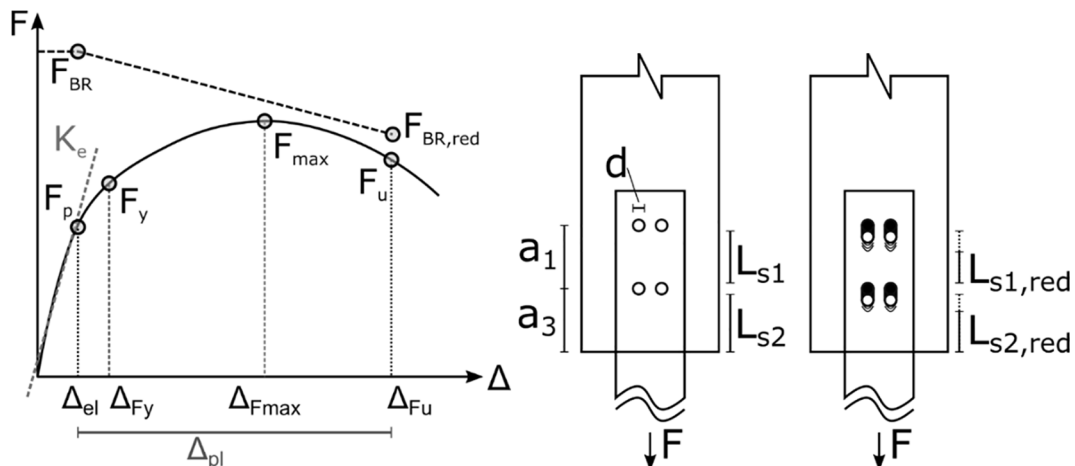 F
F_BR
K_e
F_BR,red
F_max
F_p
F_y
F_u
Δ
Δ_el
Δ_Fy
Δ_Fmax
Δ_Fu
Δ_pl
d
a_1
L_s1
a_3
L_s2
F
L_s1,red
L_s2,red
F